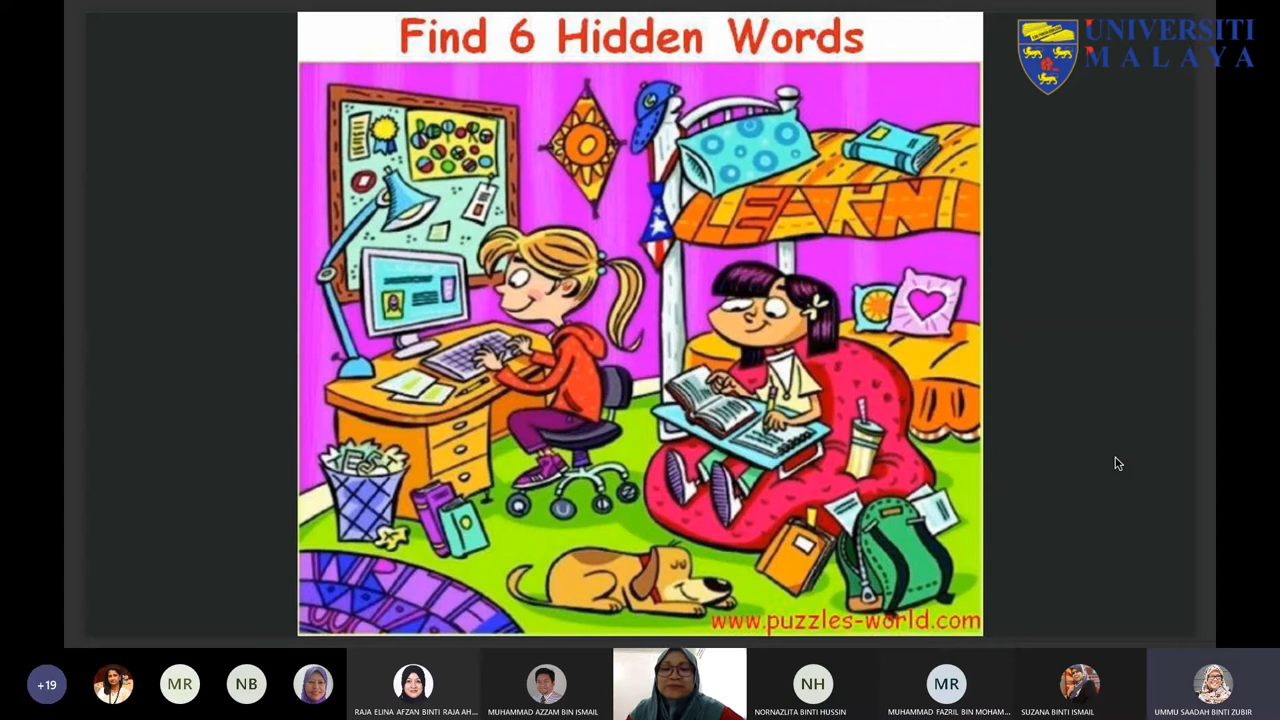 Find 6 Hidden Words
UNIVERSITI
MALAYA
REPORT
LEARN
TEST
www.puzzles-world.com
+19
MR
NB
NH
MR
RAJA ELINA AFZAN BINTI RAJA AH...
MUHAMMAD AZZAM BIN ISMAIL
NORNAZLITA BINTI HUSSIN
MUHAMMAD FAZRIL BIN MOHAM...
SUZANA BINTI ISMAIL
UMMU SAADAH BINTI ZUBIR